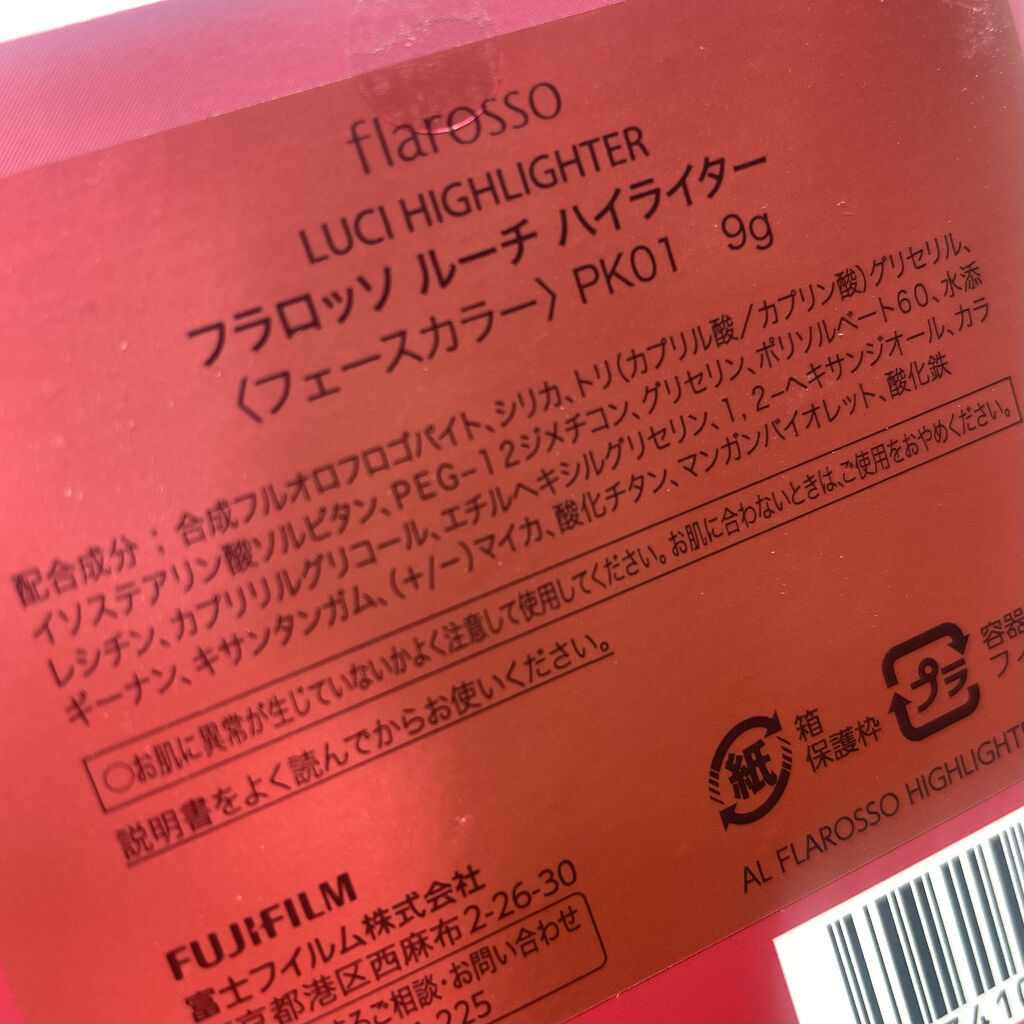 flarosso
LUCI HIGHLIGHTER
フラロッソ ルーチ ハイライター
〈フェースカラー〉PK01 9g
配合成分 ; 合成フルオロフロゴパイト、シリカ、トリ(カプリル酸/カプリン酸)グリセリル、
イソステアリン酸ソルビタン、PEG-12ジメチコン、グリセリン、ポリソルベート60、水添
レシチン、カプリリルグリコール、エチルヘキシルグリセリン、1,2-ヘキサンジオール、カラ
ギーナン、キサンタンガム、(+/-)マイカ、酸化チタン、マンガンバイオレット、酸化鉄
○お肌に異常が生じていないかよく注意して使用してください。お肌に合わないときは、ご使用をおやめください。
説明書をよく読んでからお使いください。
紙
箱
保護枠
プラ
容器
フィ
AL FLAROSSO HIGHLIGHTE
FUJIFILM
富士フイルム株式会社
京都港区西麻布2-26-30
るご相談・お問い合わせ
225